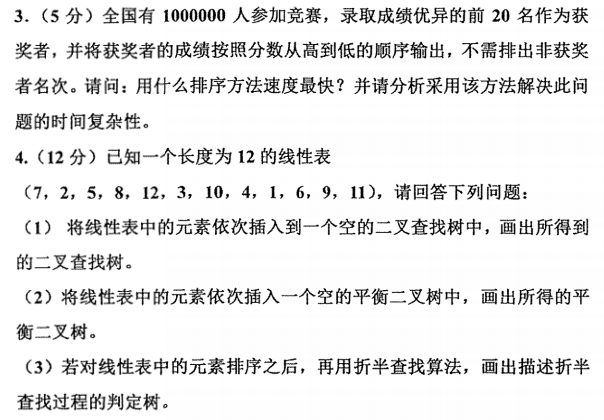 3.（5 分）全国有 1000000 人参加竞赛，录取成绩优异的前 20 名作为获
奖者，并将获奖者的成绩按照分数从高到低的顺序输出，不需排出非获奖
者名次。请问：用什么排序方法速度最快？并请分析采用该方法解决此问
题的时间复杂性。
4.（12 分）已知一个长度为 12 的线性表
（7，2，5，8，12，3，10，4，1，6，9，11），请回答下列问题：
（1） 将线性表中的元素依次插入到一个空的二叉查找树中，画出所得到
的二叉查找树。
（2）将线性表中的元素依次插入一个空的平衡二叉树中，画出所得的平
衡二叉树。
（3）若对线性表中的元素排序之后，再用折半查找算法，画出描述折半
查找过程的判定树。